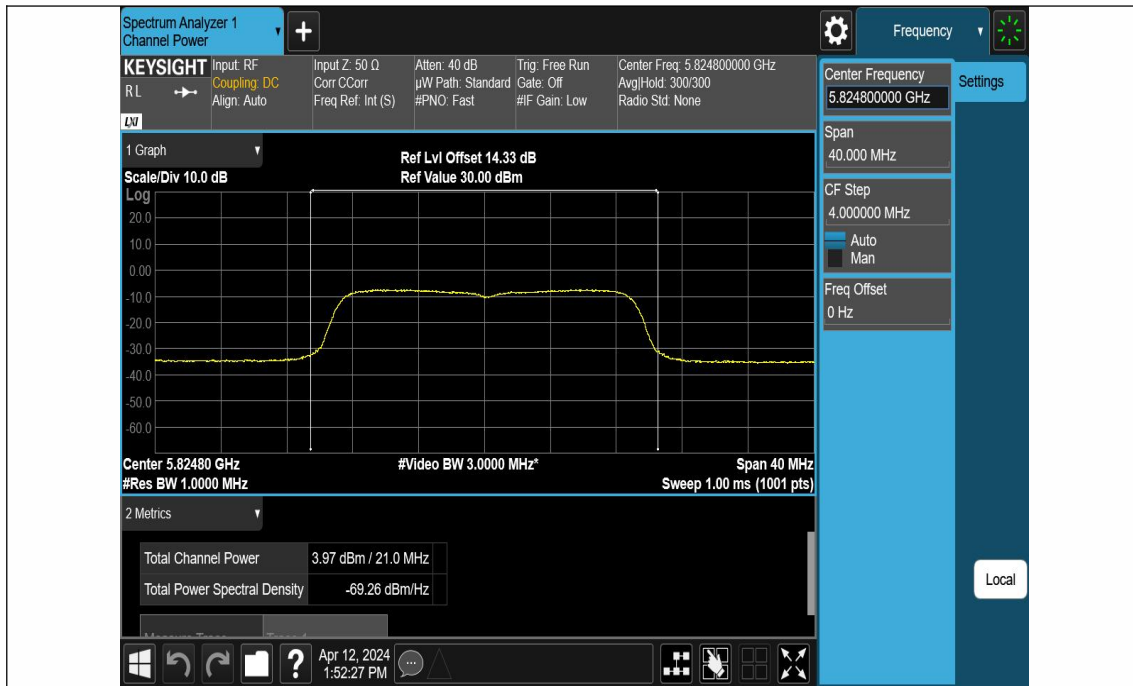 Spectrum Analyzer 1
Channel Power
+
Frequency
KEYSIGHT
RL
LXI
Input: RF
Coupling: DC
Align: Auto
Input Z: 50 Ω
Corr CCorr
Freq Ref: Int (S)
Atten: 40 dB
µW Path: Standard
#PNO: Fast
Trig: Free Run
Gate: Off
#IF Gain: Low
Center Freq: 5.824800000 GHz
Avg|Hold: 300/300
Radio Std: None
Center Frequency
5.824800000 GHz
Settings
Span
40.000 MHz
CF Step
4.000000 MHz
Auto
Man
Freq Offset
0 Hz
1 Graph
Scale/Div 10.0 dB
Ref Lvl Offset 14.33 dB
Ref Value 30.00 dBm
Log
20.0
10.0
0.00
-10.0
-20.0
-30.0
-40.0
-50.0
-60.0
Center 5.82480 GHz
#Video BW 3.0000 MHz*
Span 40 MHz
#Res BW 1.0000 MHz
Sweep 1.00 ms (1001 pts)
2 Metrics
Total Channel Power 3.97 dBm / 21.0 MHz
Total Power Spectral Density -69.26 dBm/Hz
Local
?
Apr 12, 2024
1:52:27 PM